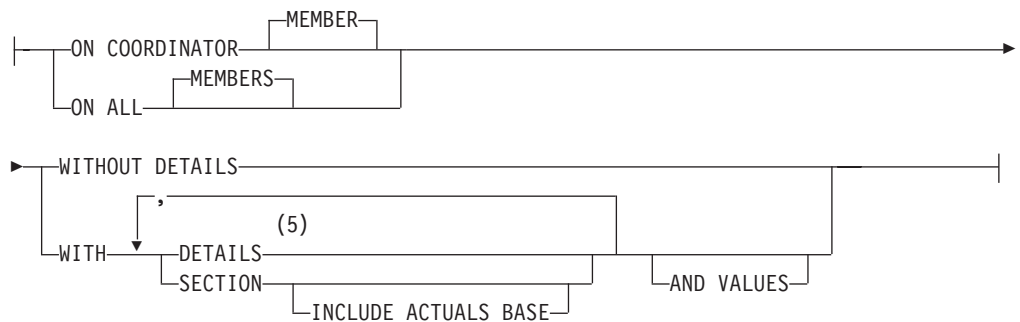 MEMBER
ON COORDINATOR
MEMBERS
ON ALL
WITHOUT DETAILS
,
(5)
WITH DETAILS
SECTION AND VALUES
INCLUDE ACTUALS BASE